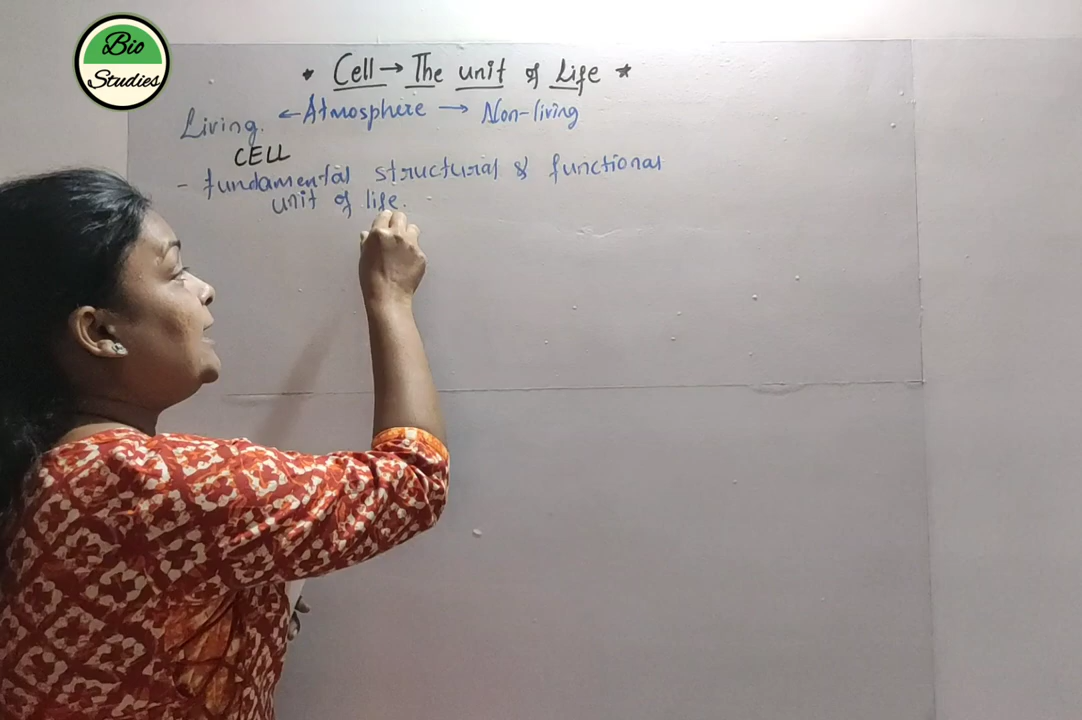 Bio
Studies
* Cell → The unit of Life *
Living. ← Atmosphere → Non-living
CELL
- fundamental structural & functional
unit of life.